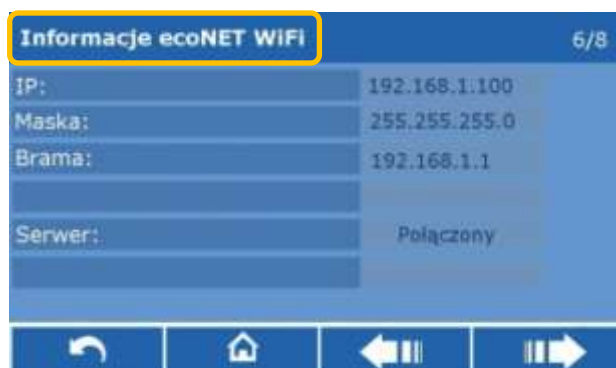 Informacje ecoNET WiFi 6/8
IP: 192.168.1.100
Maska: 255.255.255.0
Brama: 192.168.1.1
Serwer: Połączony